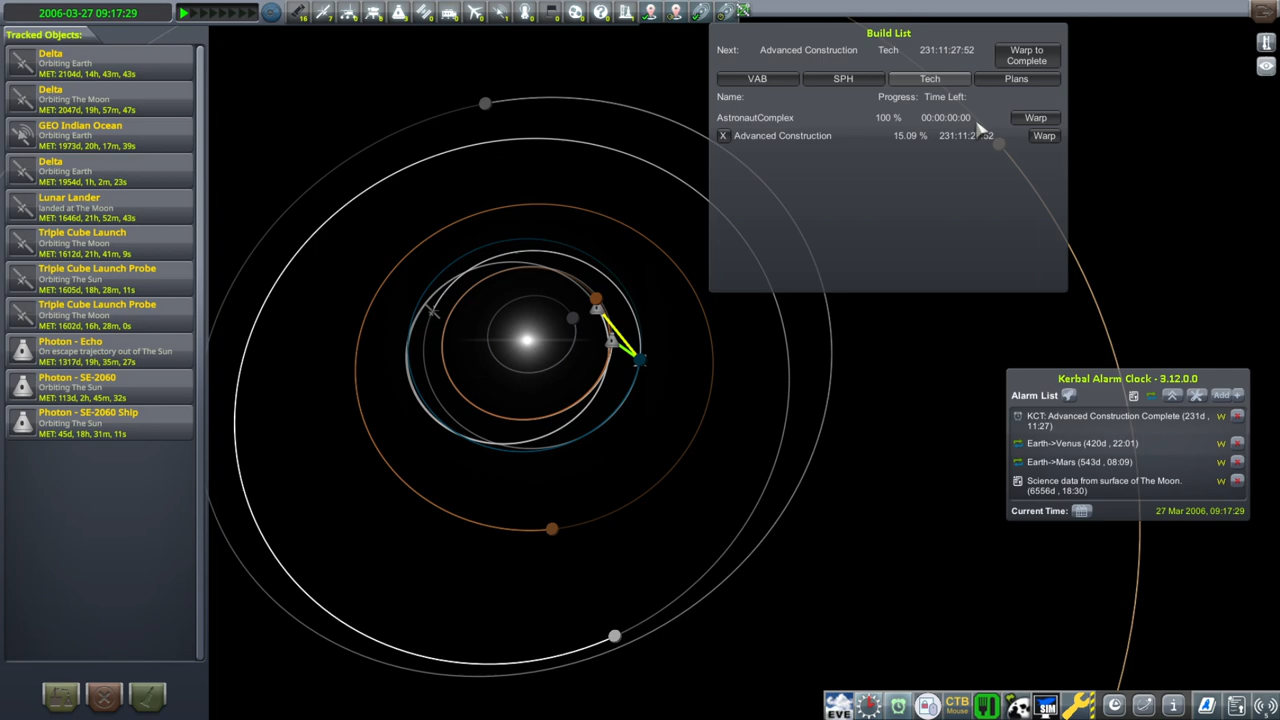 2006-03-27 09:17:29
16
Tracked Objects:
Delta
Orbiting Earth
MET: 2104d, 14h, 43m, 43s
Delta
Orbiting The Moon
MET: 2047d, 19h, 57m, 47s
GEO Indian Ocean
Orbiting Earth
MET: 1973d, 20h, 17m, 39s
Delta
Orbiting Earth
MET: 1954d, 1h, 2m, 23s
Lunar Lander
landed at The Moon
MET: 1646d, 21h, 52m, 43s
Triple Cube Launch
Orbiting The Moon
MET: 1612d, 21h, 41m, 9s
Triple Cube Launch Probe
Orbiting The Sun
MET: 1605d, 18h, 28m, 11s
Triple Cube Launch Probe
Orbiting The Moon
MET: 1602d, 16h, 28m, 0s
Photon - Echo
On escape trajectory out of The Sun
MET: 1317d, 19h, 35m, 27s
Photon - SE-2060
Orbiting The Sun
MET: 113d, 2h, 45m, 32s
Photon - SE-2060 Ship
Orbiting The Sun
MET: 45d, 18h, 31m, 11s
Build List
Next: Advanced Construction Tech 231:11:27:52 Warp to Complete
VAB SPH Tech Plans
Name: Progress: Time Left:
AstronautComplex 100 % 00:00:00:00 Warp
X Advanced Construction 15.09 % 231:11:2 :52 Warp
Kerbal Alarm Clock - 3.12.0.0
Alarm List Add +
KCT: Advanced Construction Complete (231d , W
11:27)
Earth->Venus (420d , 22:01) W
Earth->Mars (543d , 08:09) W
Science data from surface of The Moon. W
(6556d , 18:30)
Current Time: 27 Mar 2006, 09:17:29
EVE CTB Mouse SIM